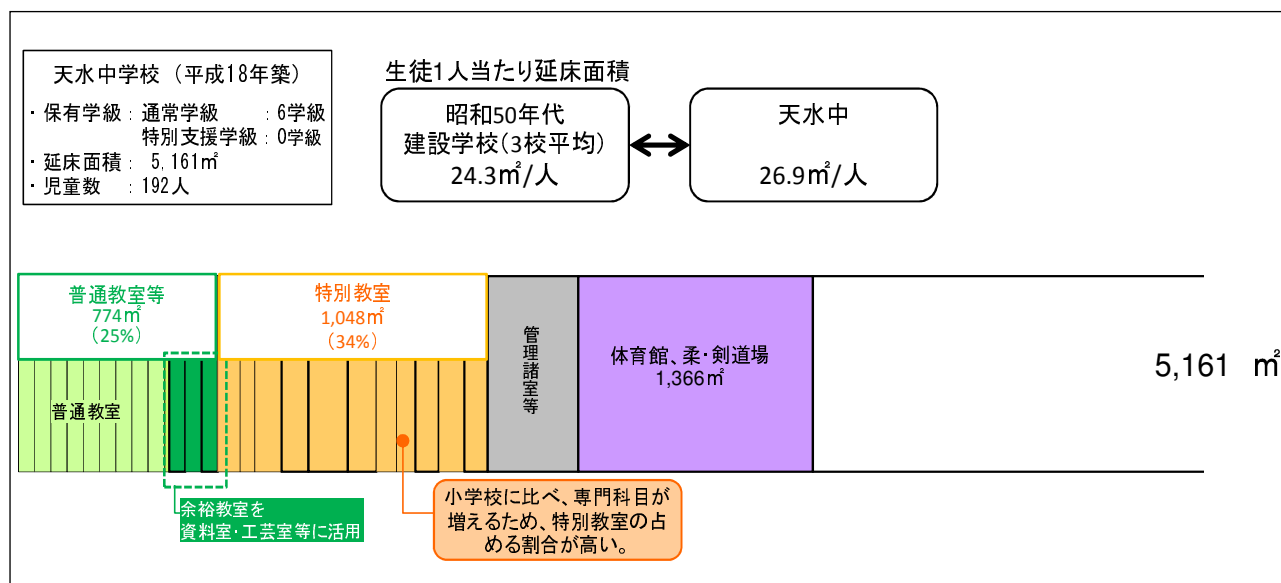 天水中学校（平成18年築）
・保有学級：通常学級　　：6学級
特別支援学級：0学級
・延床面積： 5,161㎡
・児童数　：192人
生徒1人当たり延床面積
昭和50年代
建設学校（3校平均）
24.3㎡/人
天水中
26.9㎡/人
普通教室等
774㎡
（25%）
特別教室
1,048㎡
（34%）
管理諸室等
体育館、柔・剣道場
1,366㎡
5,161　㎡
普通教室
余裕教室を
資料室・工芸室等に活用
小学校に比べ、専門科目が
増えるため、特別教室の占
める割合が高い。